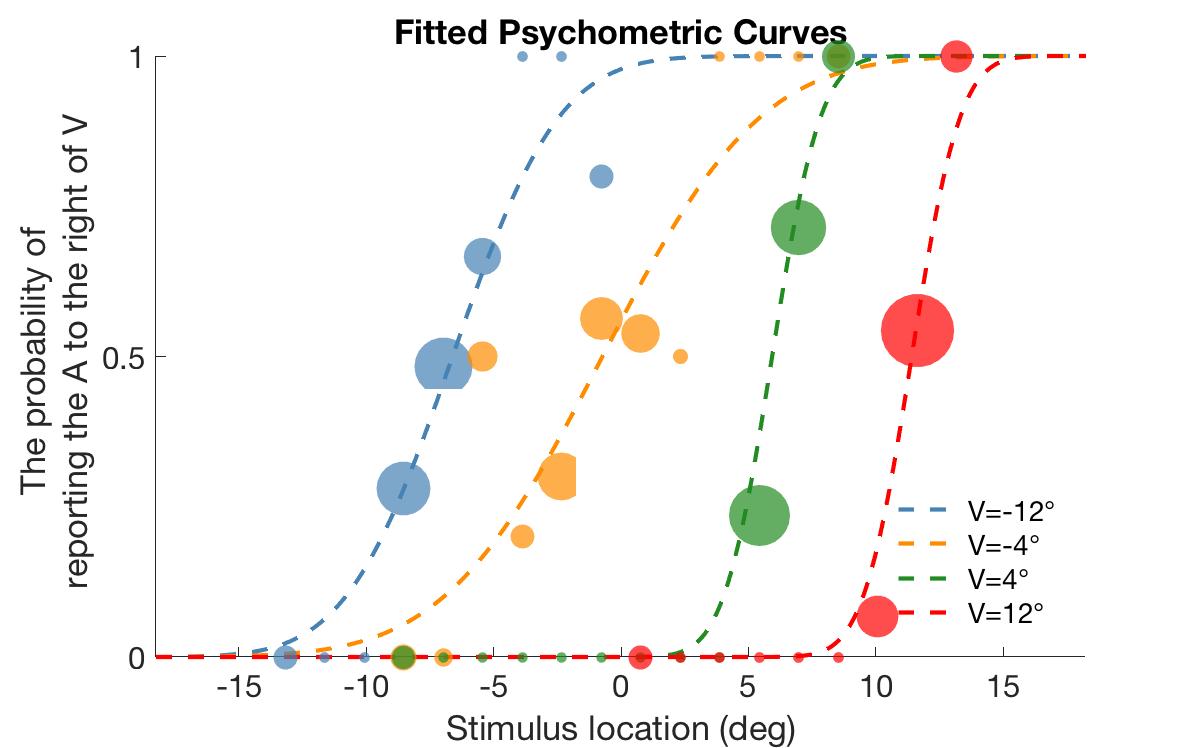 Fitted Psychometric Curves
The probability of
reporting the A to the right of V
1
0.5
0
-15
-10
-5
0
5
10
15
Stimulus location (deg)
V=-12°
V=-4°
V=4°
V=12°